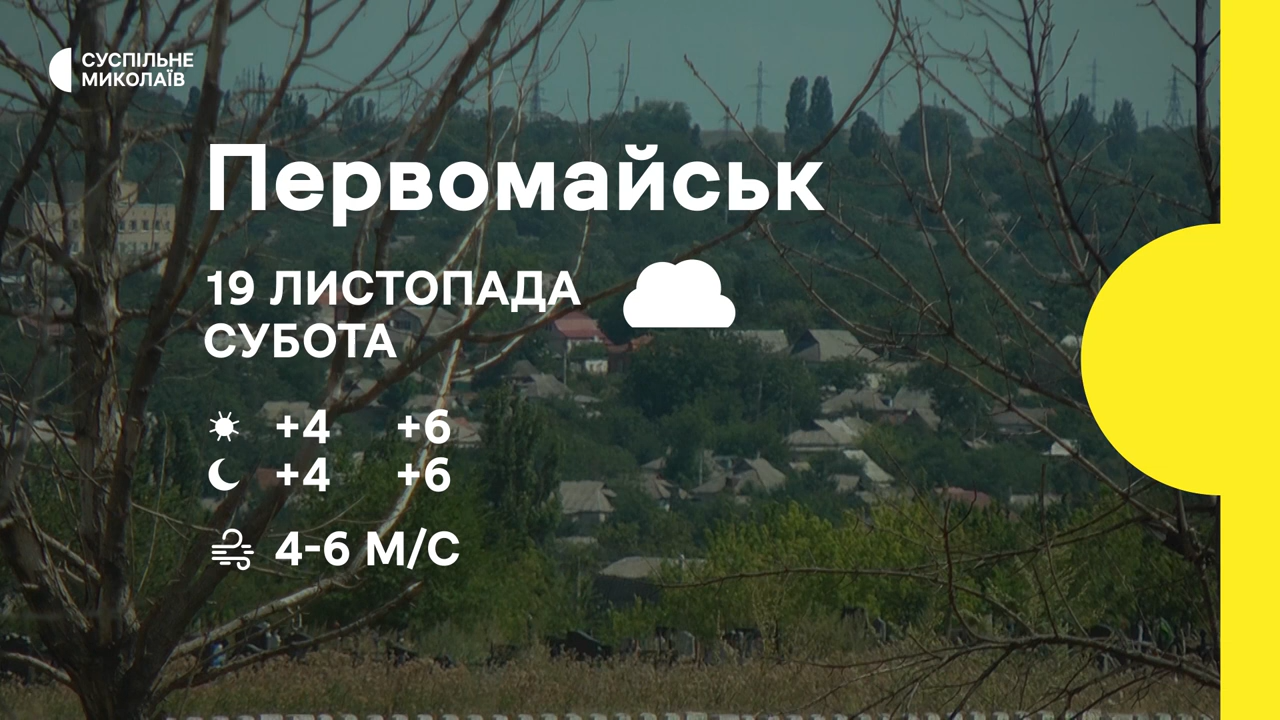 СУСПІЛЬНЕ
МИКОЛАЇВ
Первомайськ
19 ЛИСТОПАДА
СУБОТА
+4 +6
+4 +6
4-6 М/С